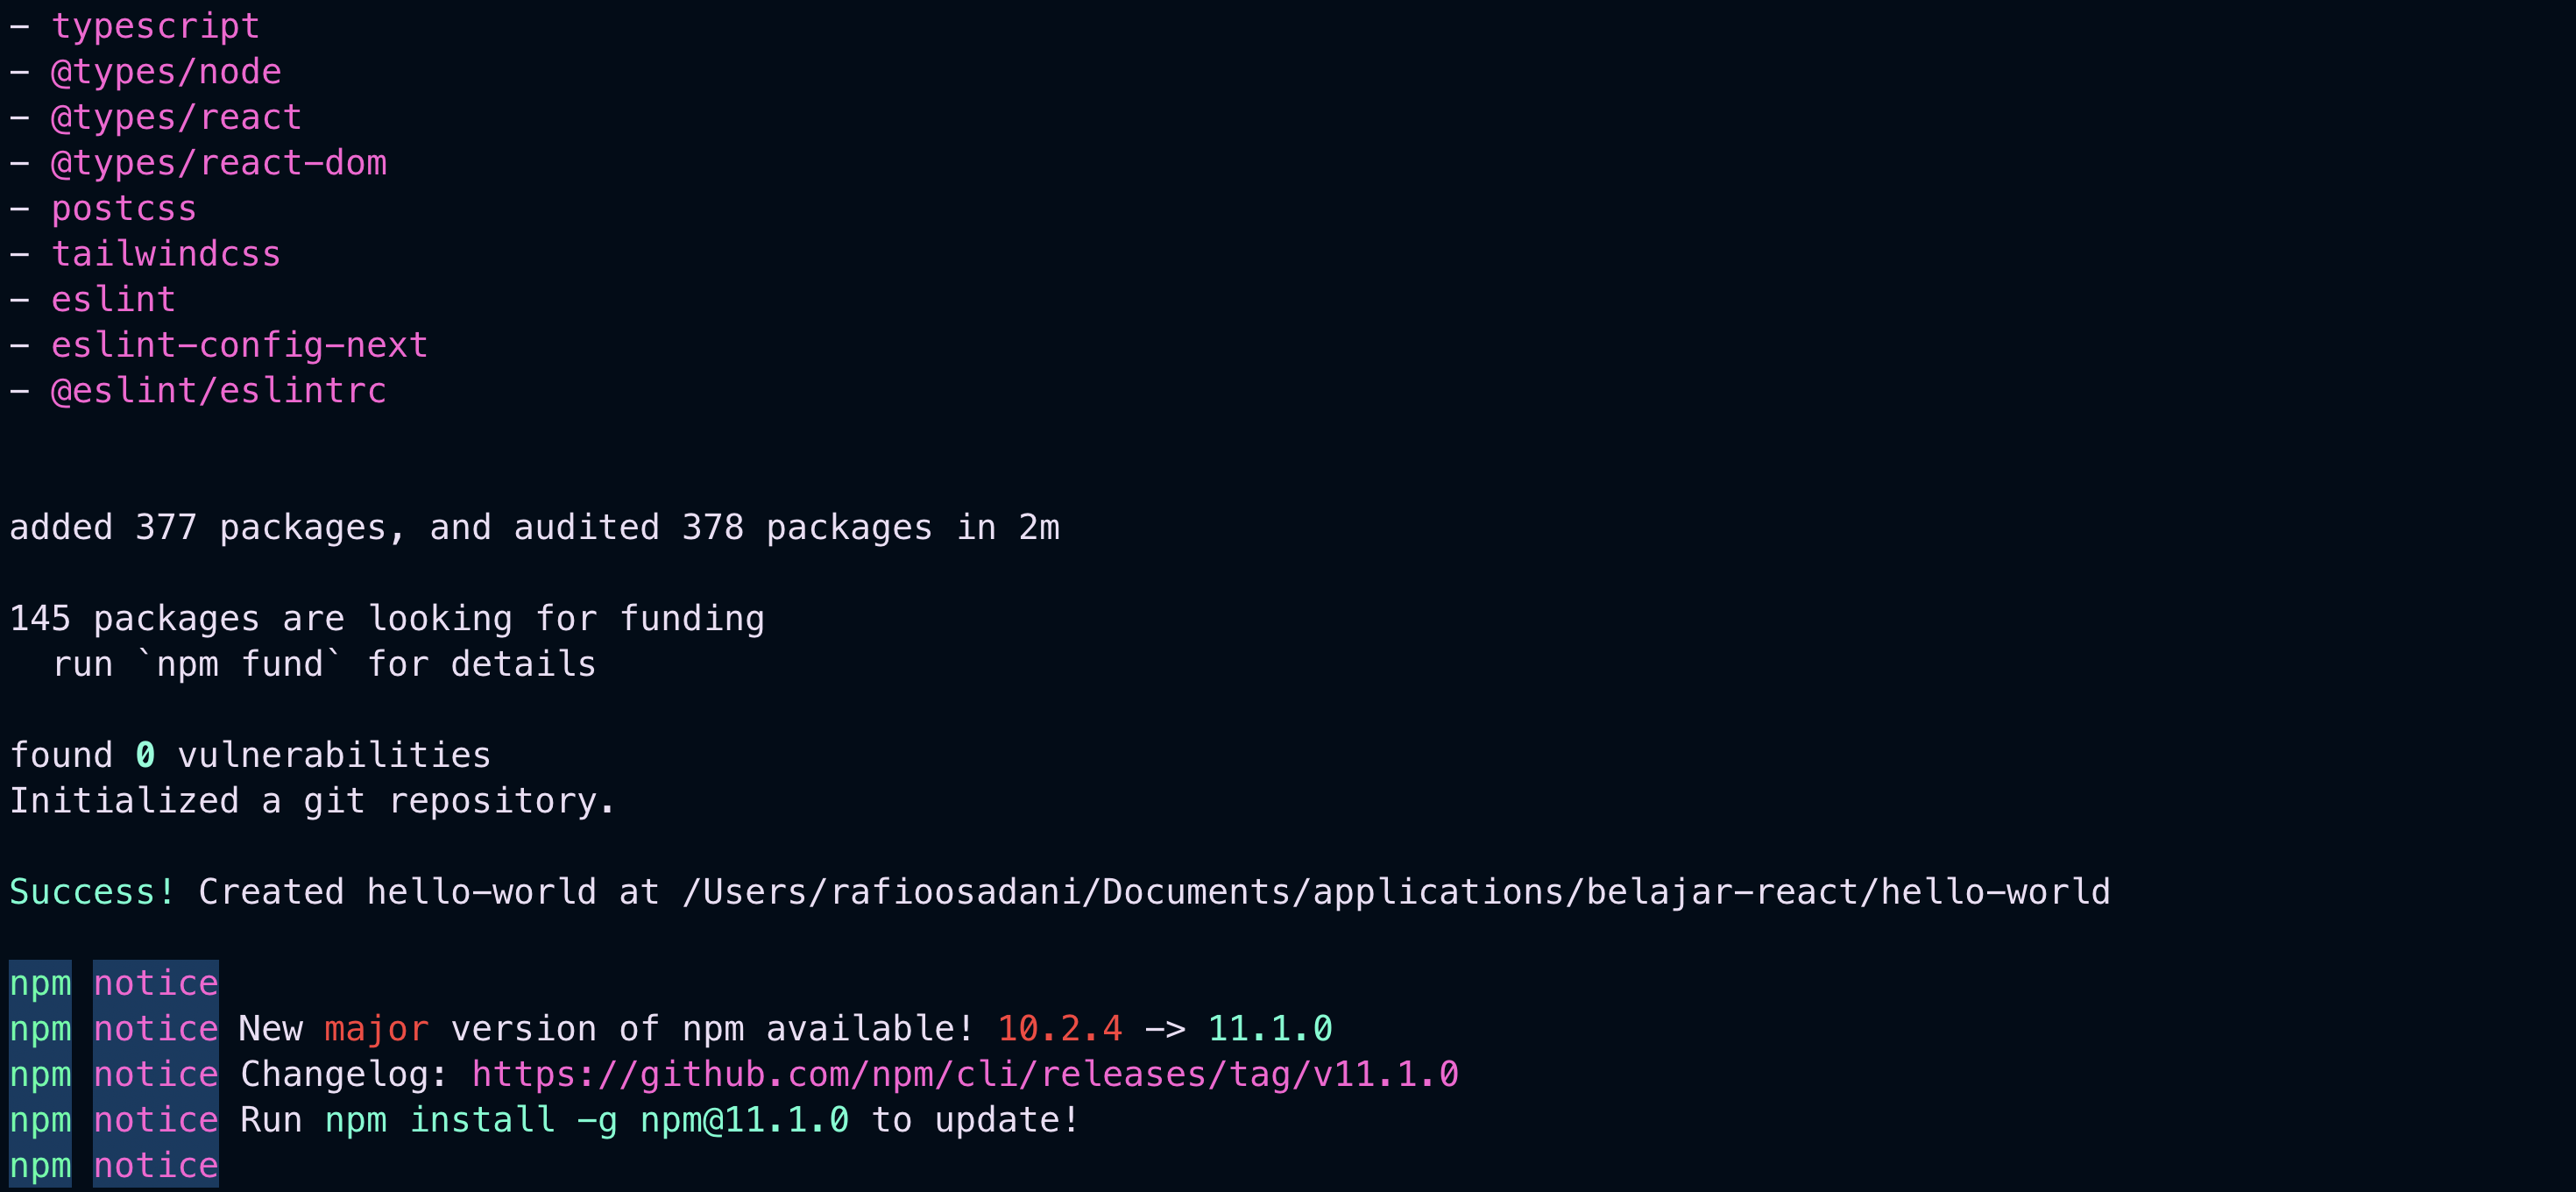 - typescript
- @types/node
- @types/react
- @types/react-dom
- postcss
- tailwindcss
- eslint
- eslint-config-next
- @eslint/eslintrc
added 377 packages, and audited 378 packages in 2m
145 packages are looking for funding
  run `npm fund` for details
found 0 vulnerabilities
Initialized a git repository.
Success! Created hello-world at /Users/rafioosadani/Documents/applications/belajar-react/hello-world
npm notice
npm notice New major version of npm available! 10.2.4 -> 11.1.0
npm notice Changelog: https://github.com/npm/cli/releases/tag/v11.1.0
npm notice Run npm install -g npm@11.1.0 to update!
npm notice